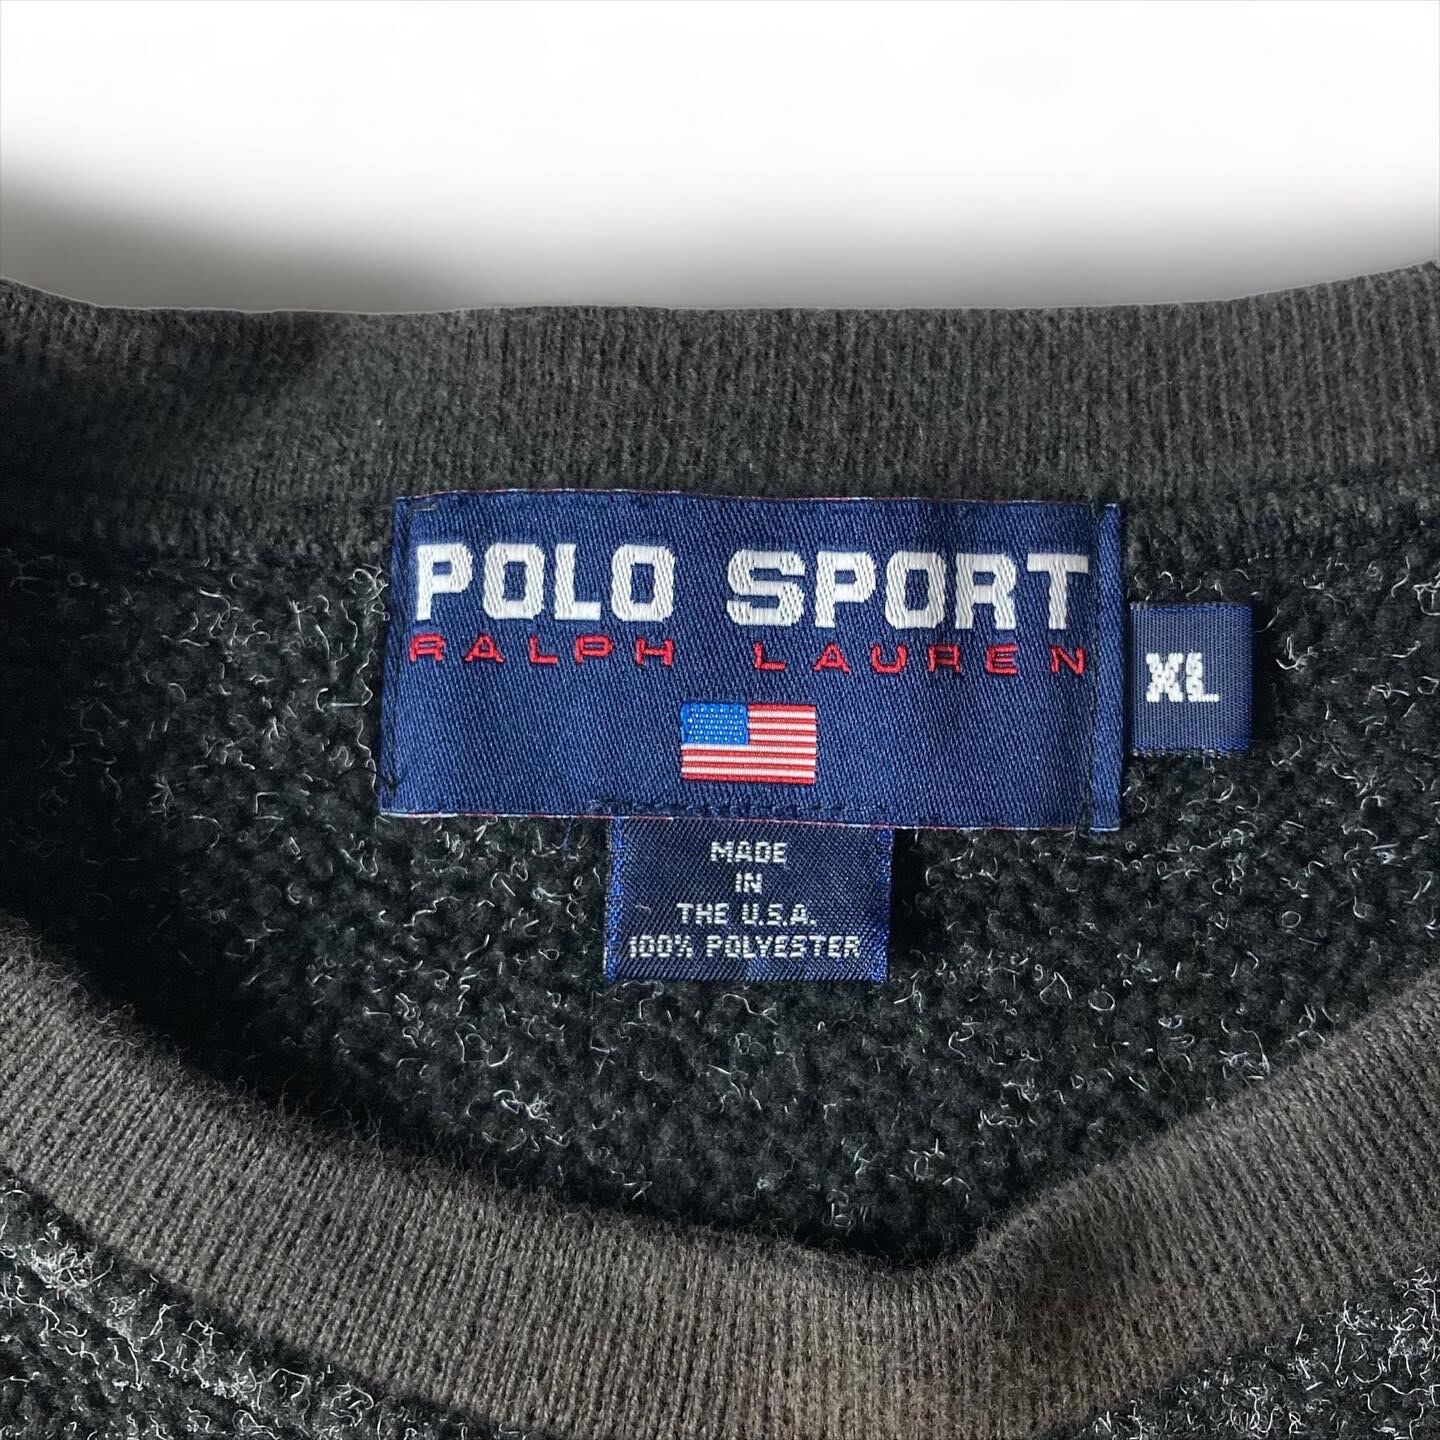 POLO SPORT
RALPH LAUREN
XL
MADE
IN
THE U.S.A.
100% POLYESTER